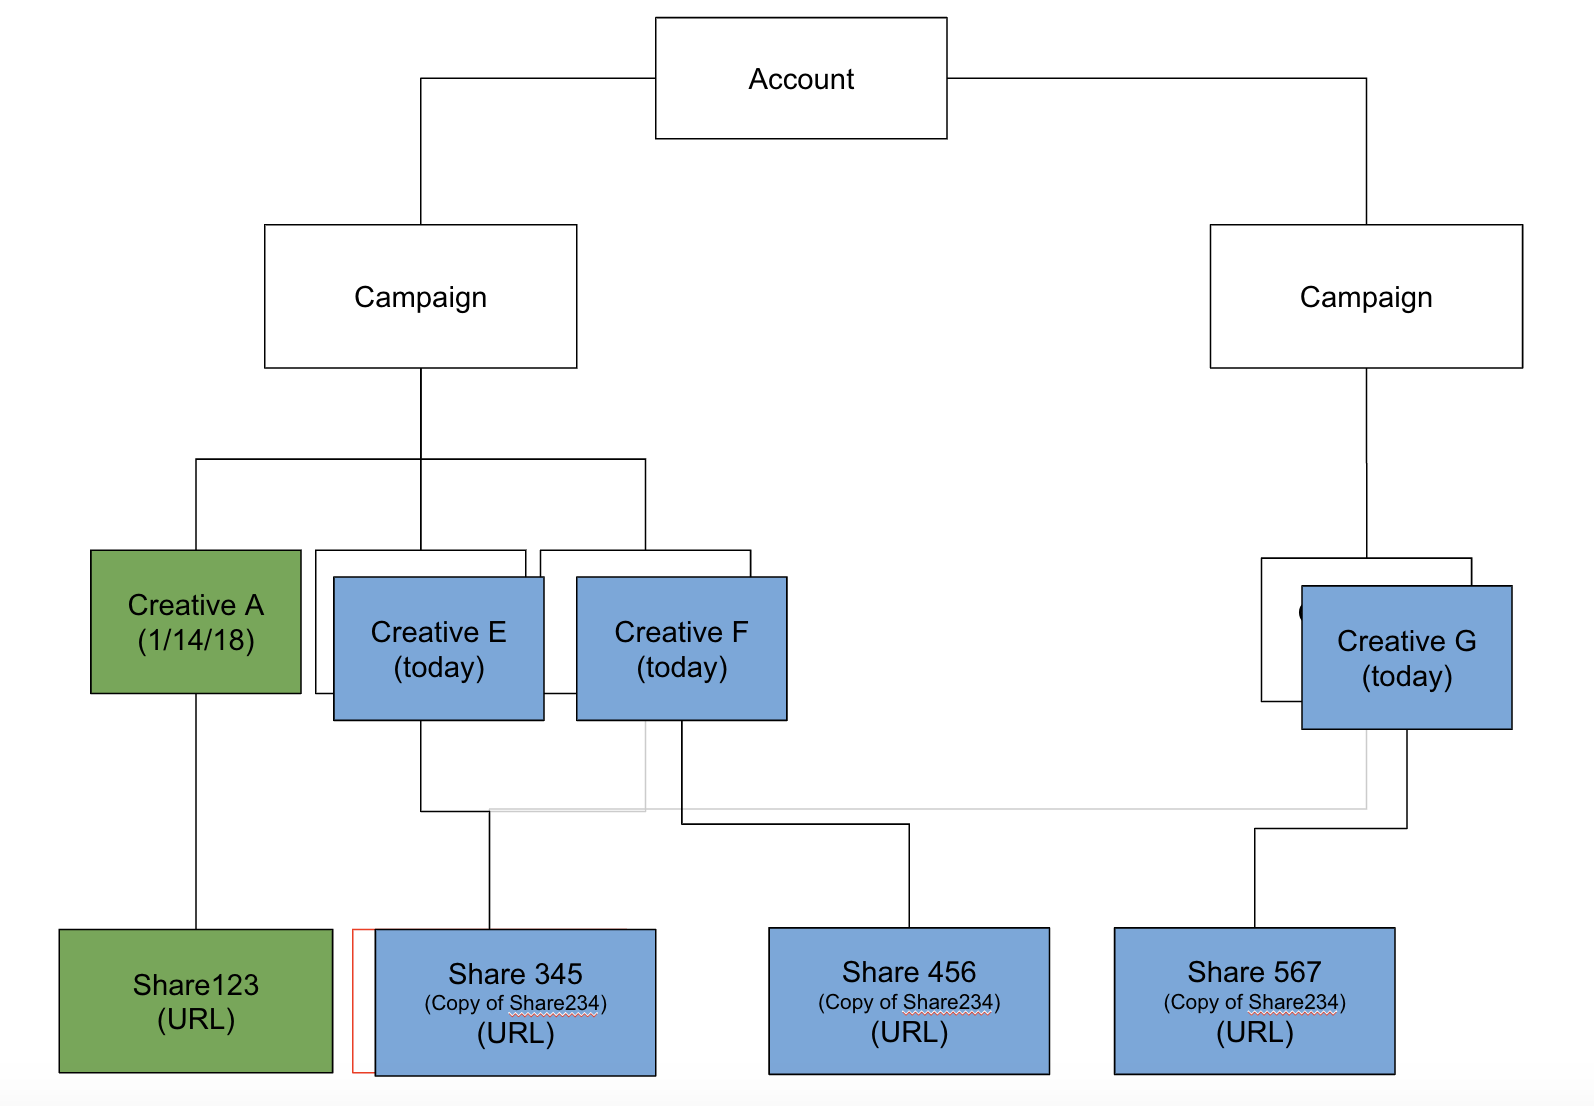 Account
Campaign
Campaign
Creative A
(1/14/18)
Creative E
(today)
Creative F
(today)
Creative G
(today)
Share123
(URL)
Share 345
(Copy of Share234)
(URL)
Share 456
(Copy of Share234)
(URL)
Share 567
(Copy of Share234)
(URL)